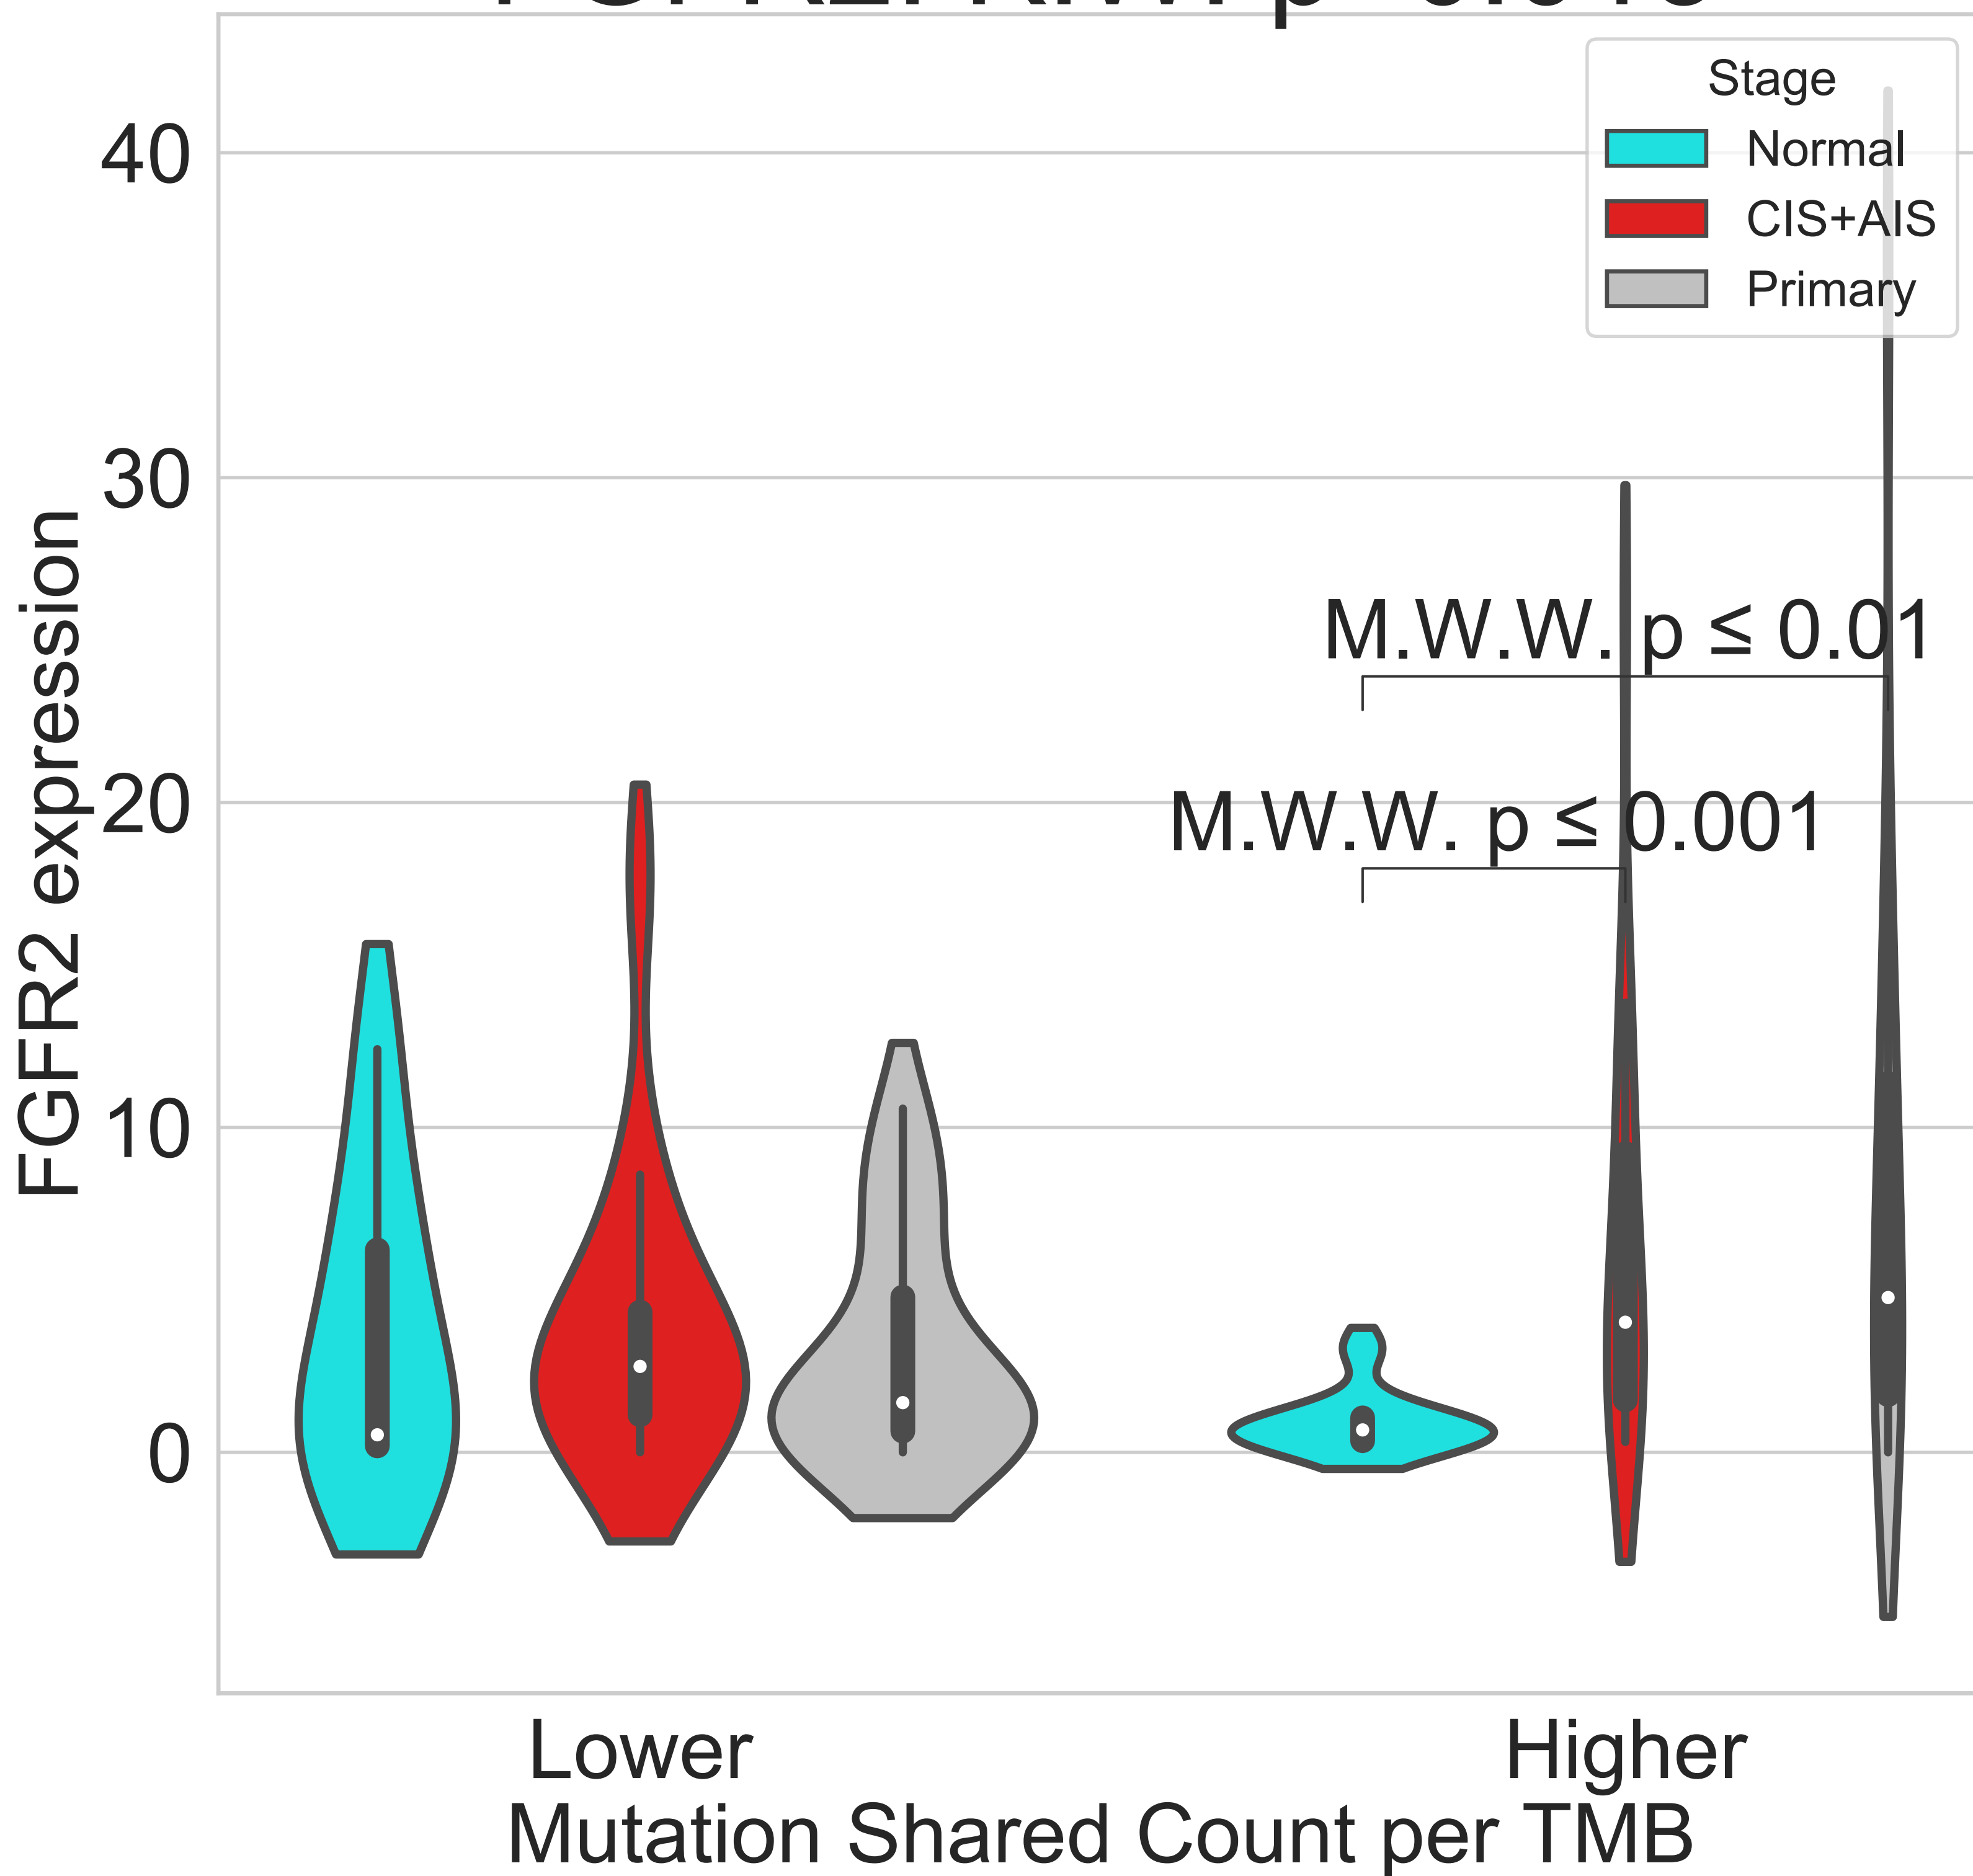 Stage
Normal
CIS+AIS
Primary
40
30
20
10
0
FGFR2 expression
M.W.W. p ≤ 0.01
M.W.W. p ≤ 0.001
Lower
Higher
Mutation Shared Count per TMB